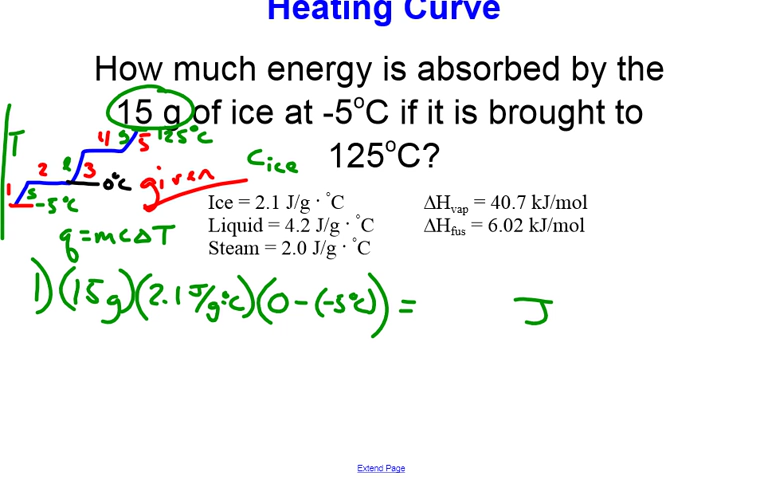 Heating Curve
How much energy is absorbed by the
15 g of ice at -5°C if it is brought to
125°C?
T
4 g 5 125°C
2 l 3 0°C
1 s -5°C
given
Cice
Ice = 2.1 J/g · °C
Liquid = 4.2 J/g · °C
Steam = 2.0 J/g · °C
ΔHvap = 40.7 kJ/mol
ΔHfus = 6.02 kJ/mol
q=mcΔT
1) (15g)(2.1 J/g·°C)(0-(-5°C)) = J
Extend Page